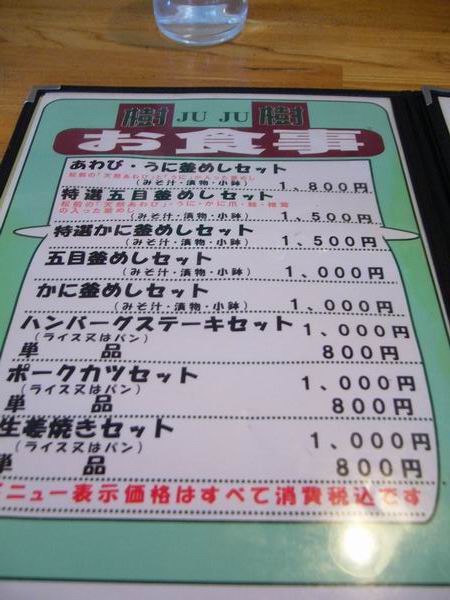 樹 JU JU 樹
お食事
あわび・うに釜めしセット
(みそ汁・漬物・小鉢) 1,800円
特選五目釜めしセット
の入った釜めし (みそ汁・漬物・小鉢) 1,500円
特選かに釜めしセット
(みそ汁・漬物・小鉢) 1,500円
五目釜めしセット
(みそ汁・漬物・小鉢) 1,000円
かに釜めしセット
(みそ汁・漬物・小鉢) 1,000円
ハンバーグステーキセット 1,000円
(ライス又はパン)
単品 800円
ポークカツセット 1,000円
(ライス又はパン)
単品 800円
生姜焼きセット 1,000円
(ライス又はパン)
単品 800円
メニュー表示価格はすべて消費税込です